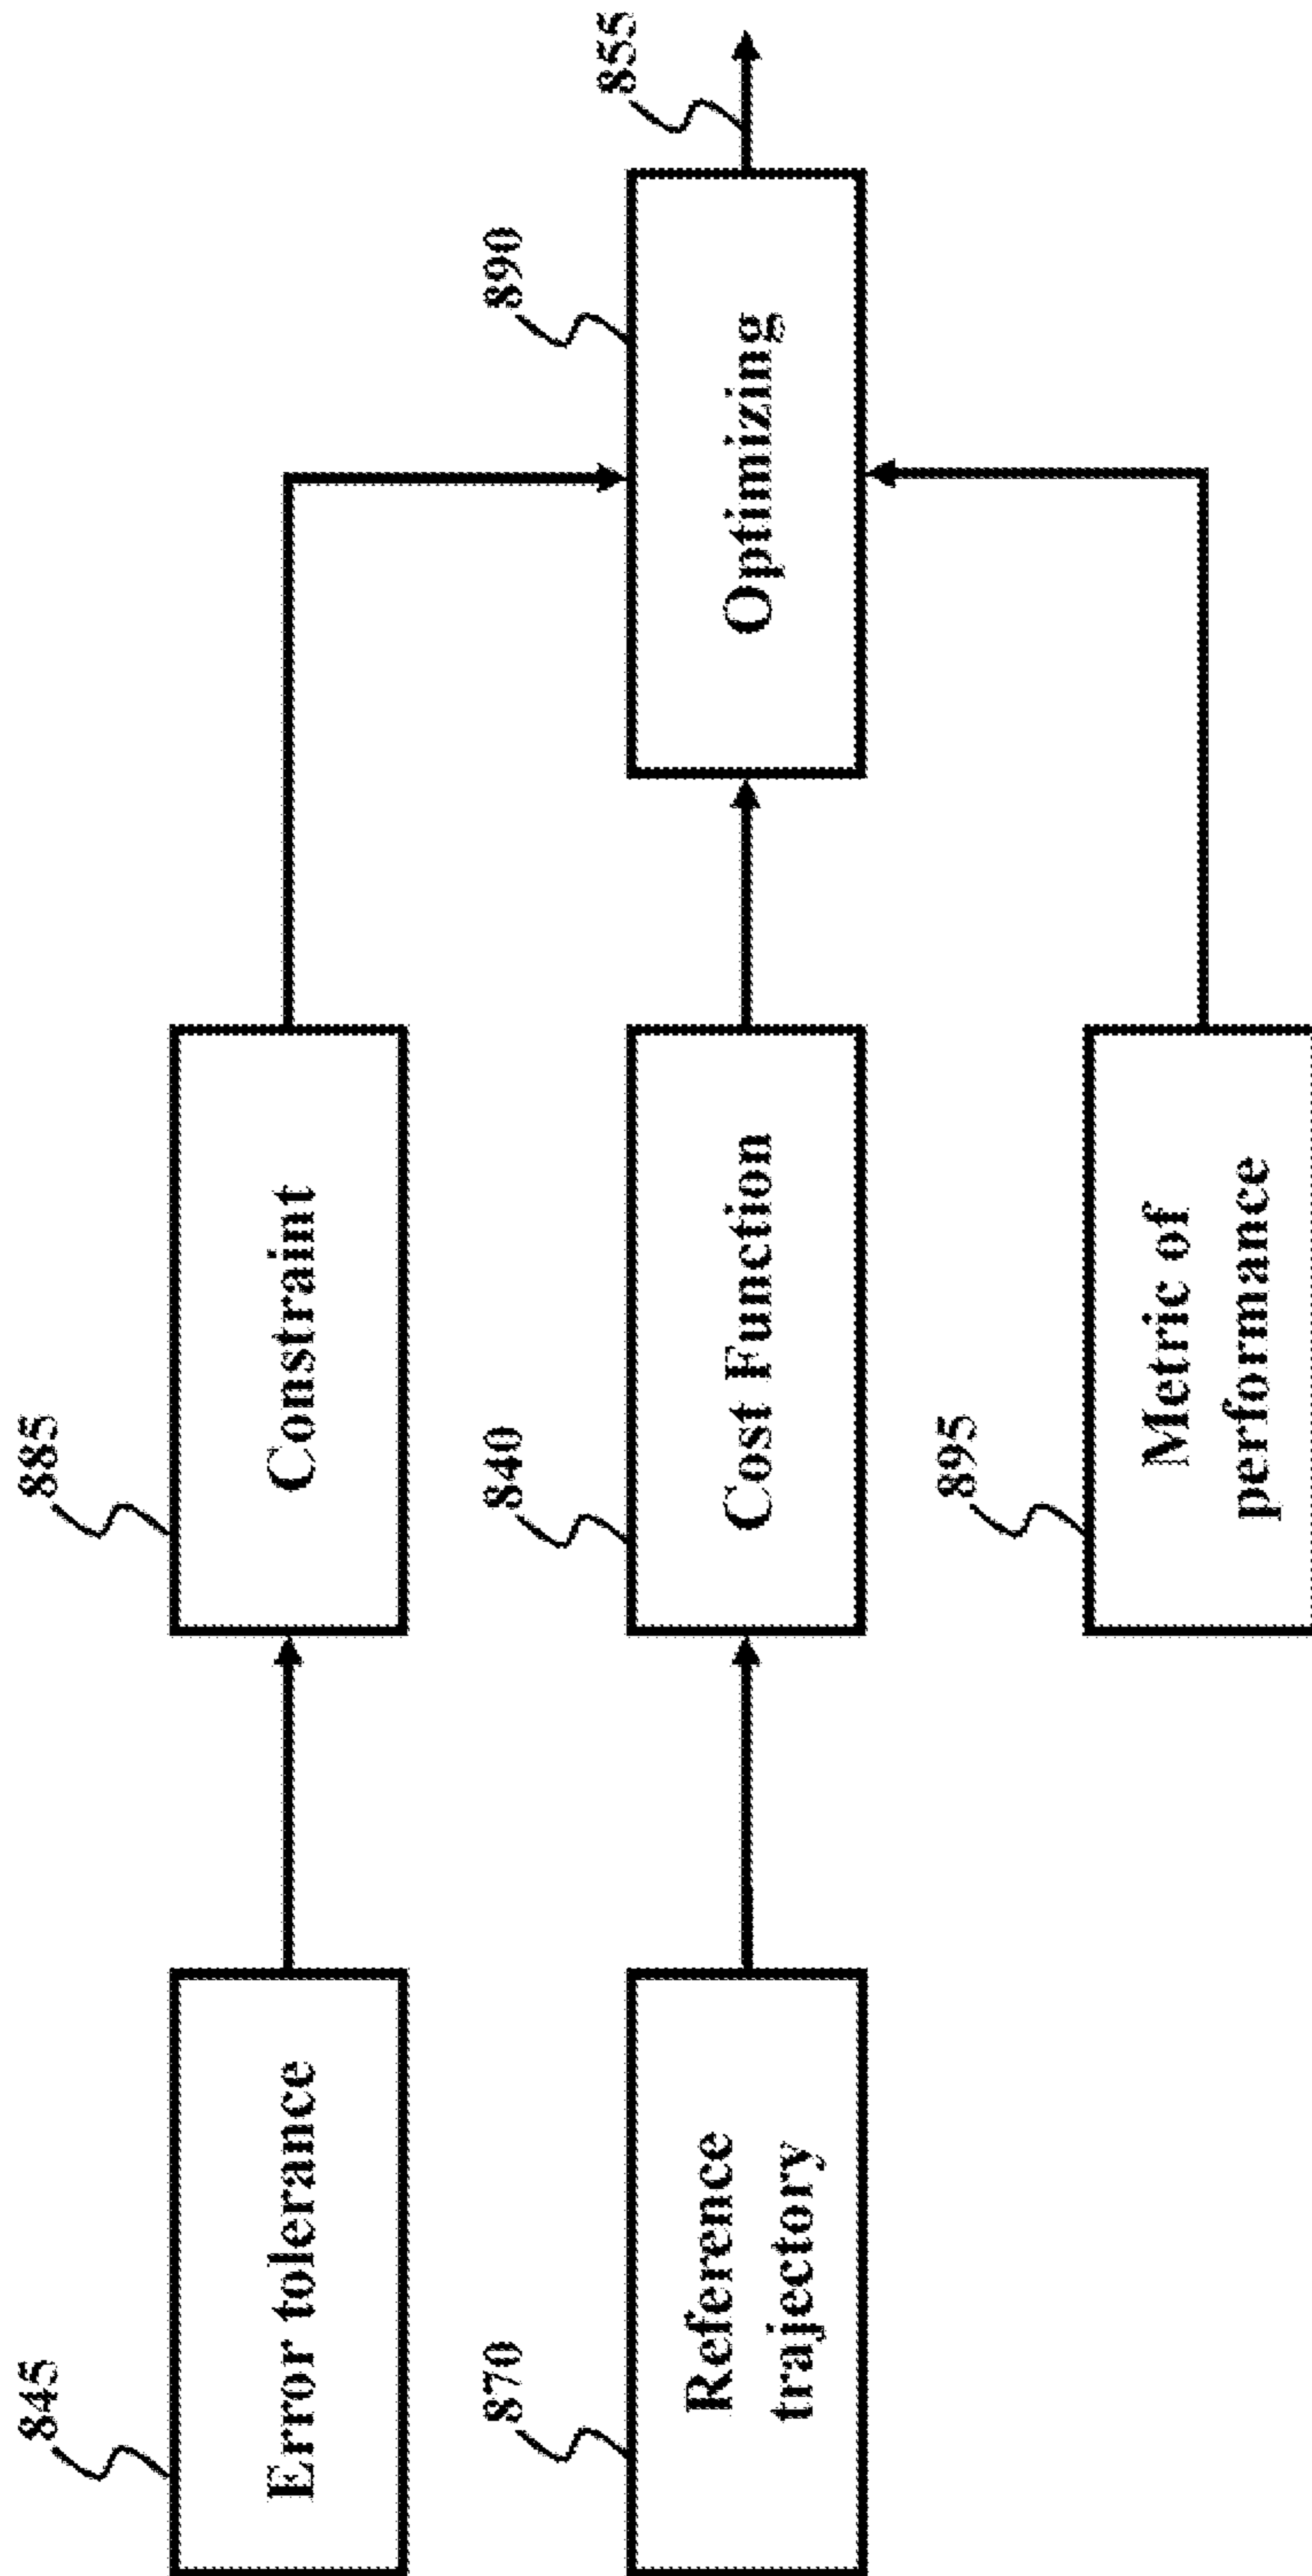 845
Error tolerance
885
Constraint
870
Reference
trajectory
840
Cost Function
890
Optimizing
855
895
Metric of
performance